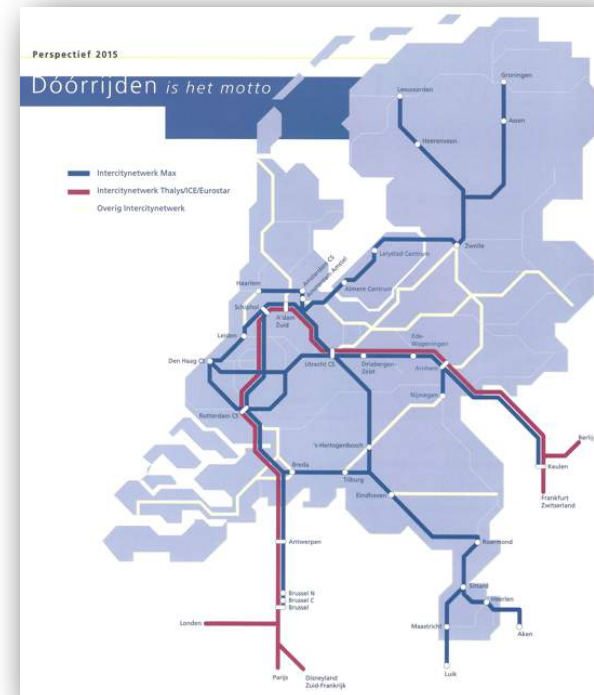 Perspectief 2015
Dóórrijden is het motto
Intercitynetwerk Max
Intercitynetwerk Thalys/ICE/Eurostar
Overig Intercitynetwerk
Groningen
Leeuwarden
Assen
Heerenveen
Zwolle
Lelystad Centrum
Amsterdam CS
Amsterdam Amstel
Almere Centrum
Haarlem
Schiphol
A'dam
Zuid
Leiden
Den Haag CS
Utrecht CS
Driebergen-
Zeist
Ede-
Wageningen
Arnhem
Nijmegen
Rotterdam CS
's-Hertogenbosch
Breda
Tilburg
Eindhoven
Berlijn
Keulen
Frankfurt
Zwitserland
Antwerpen
Roermond
Brussel N
Brussel C
Brussel
Sittard
Heerlen
Londen
Maastricht
Aken
Luik
Parijs
Disneyland
Zuid-Frankrijk